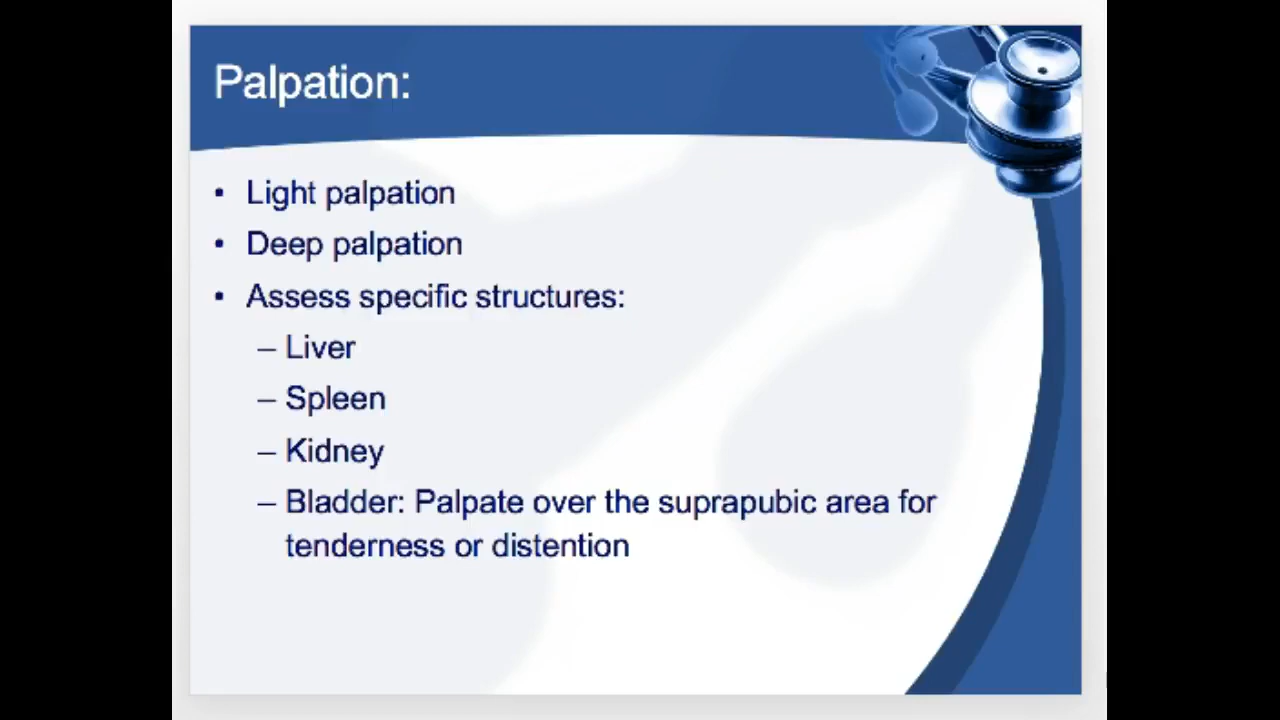 Palpation:
• Light palpation
• Deep palpation
• Assess specific structures:
– Liver
– Spleen
– Kidney
– Bladder: Palpate over the suprapubic area for
tenderness or distention